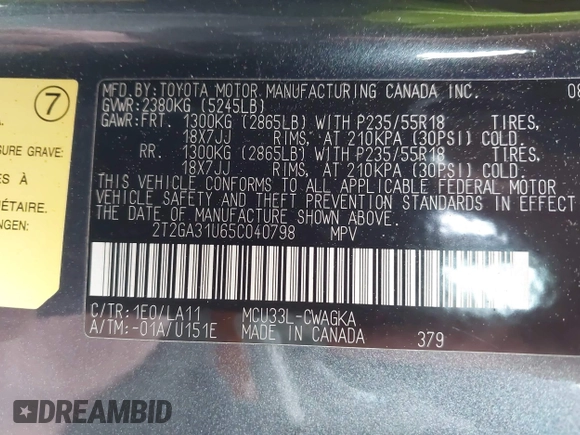 MFD. BY: TOYOTA MOTOR MANUFACTURING CANADA INC. 08
GVWR: 2380KG (5245LB)
GAWR: FRT. 1300KG (2865LB) WITH P235/55R18 TIRES,
18X7JJ RIMS, AT 210KPA (30PSI) COLD
RR. 1300KG (2865LB) WITH P235/55R18 TIRES,
18X7JJ RIMS, AT 210KPA (30PSI) COLD.
THIS VEHICLE CONFORMS TO ALL APPLICABLE FEDERAL MOTOR
VEHICLE SAFETY AND THEFT PREVENTION STANDARDS IN EFFECT
ON THE DATE OF MANUFACTURE SHOWN ABOVE.
2T2GA31U65C040798 MPV
C/TR: 1E0/LA11 MCU33L-CWAGKA
A/TM: -01A/U151E MADE IN CANADA 379
7
SURE GRAVE:
ES À
IÉTAIRE.
DREAMBID